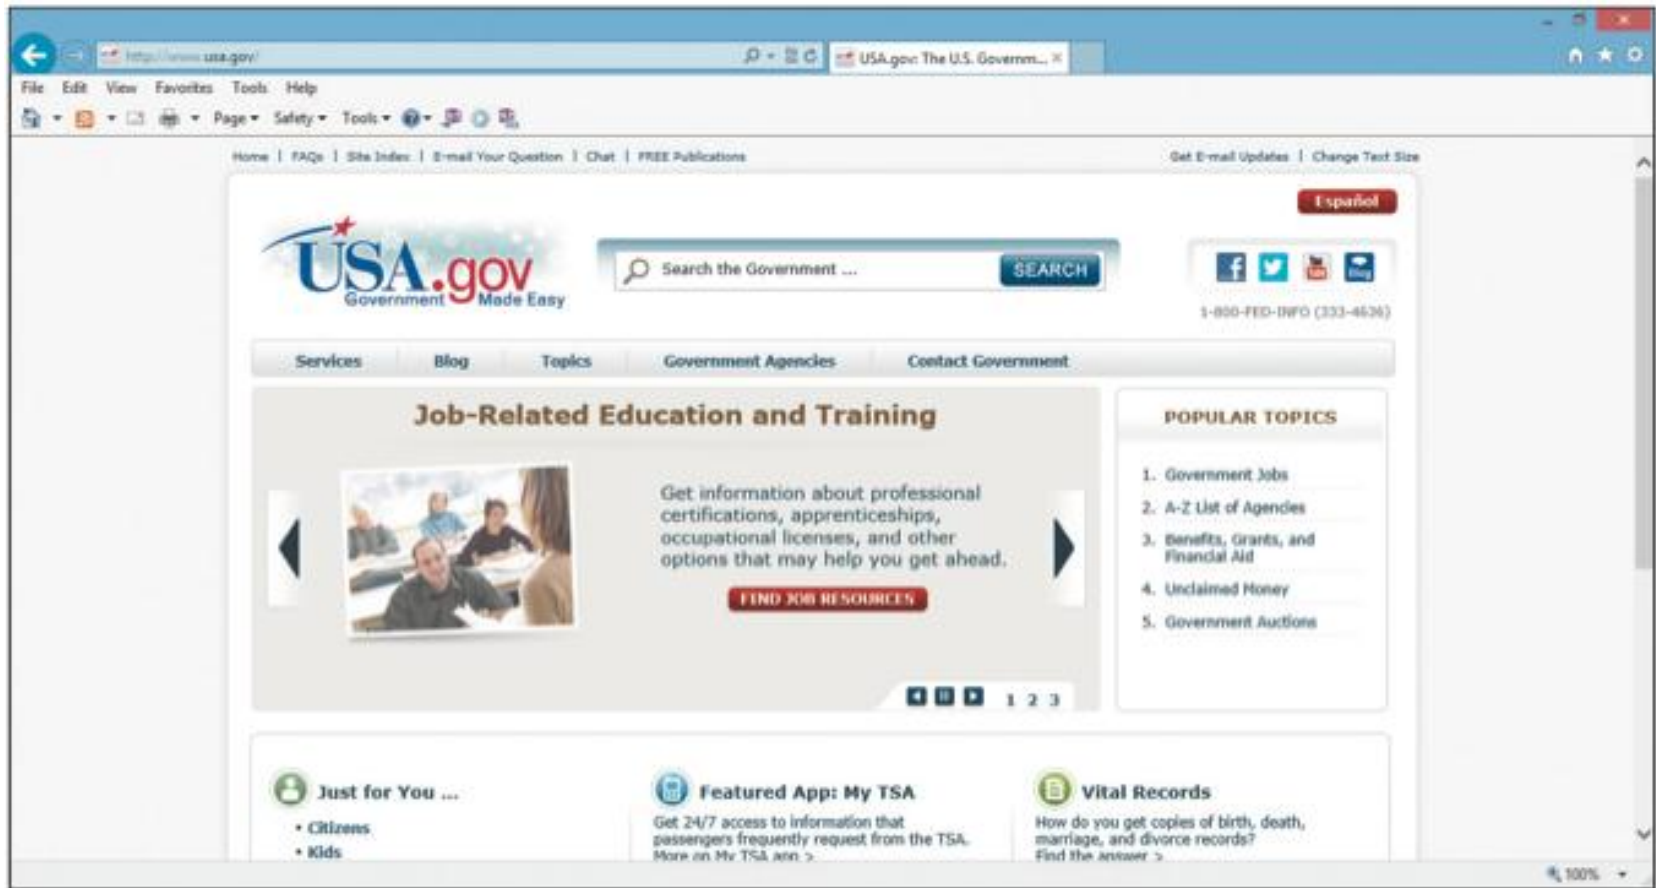 http://www.usa.gov/
USA.gov: The U.S. Governm...
File Edit View Favorites Tools Help
Page Safety Tools
Home | FAQs | Site Index | E-mail Your Question | Chat | FREE Publications
Get E-mail Updates | Change Text Size
Español
USA.gov
Government Made Easy
Search the Government ...
SEARCH
You
Tube
Blog
1-800-FED-INFO (333-4636)
Services Blog Topics Government Agencies Contact Government
Job-Related Education and Training
Get information about professional
certifications, apprenticeships,
occupational licenses, and other
options that may help you get ahead.
FIND JOB RESOURCES
1 2 3
POPULAR TOPICS
1. Government Jobs
2. A-Z List of Agencies
3. Benefits, Grants, and
Financial Aid
4. Unclaimed Money
5. Government Auctions
Just for You ...
• Citizens
• Kids
Featured App: My TSA
Get 24/7 access to information that
passengers frequently request from the TSA.
More on My TSA app >
Vital Records
How do you get copies of birth, death,
marriage, and divorce records?
Find the answer >
100%